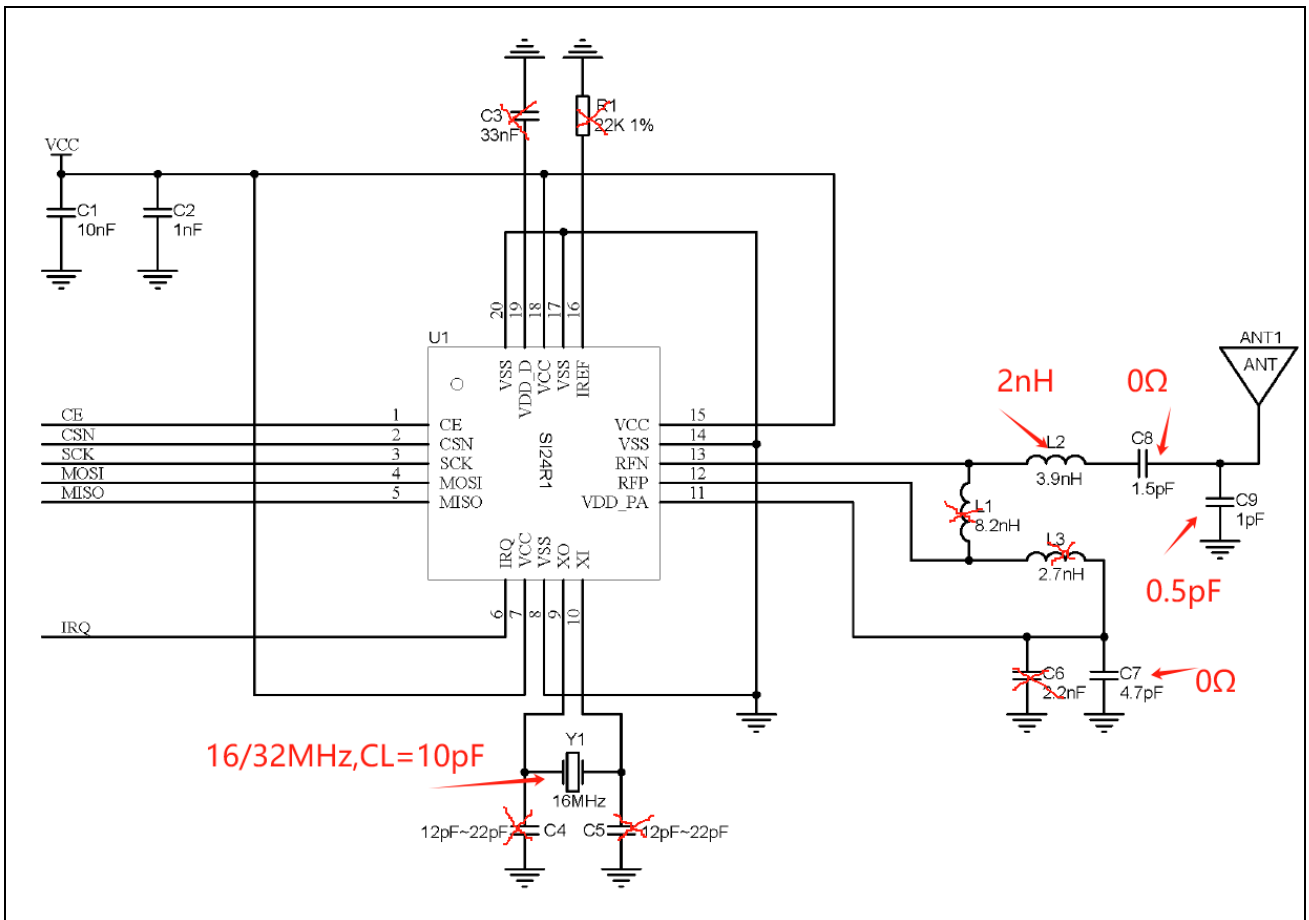 C3
33nF
R1
22K 1%
VCC
C1
10nF
C2
1nF
20
19
18
17
16
U1
VSS
VDD_D
VCC
VSS
IREF
SI24R1
CE
1
CE
CSN
2
CSN
SCK
3
SCK
MOSI
4
MOSI
MISO
5
MISO
VCC
15
VSS
14
RFN
13
RFP
12
VDD_PA
11
IRQ
VCC
VSS
XO
XI
6
7
8
9
10
IRQ
ANT1
ANT
2nH
0Ω
L2
3.9nH
C8
1.5pF
C9
1pF
L1
8.2nH
L3
2.7nH
0.5pF
C6
2.2nF
C7
4.7pF
0Ω
16/32MHz,CL=10pF
Y1
16MHz
12pF~22pF
C4
C5
12pF~22pF